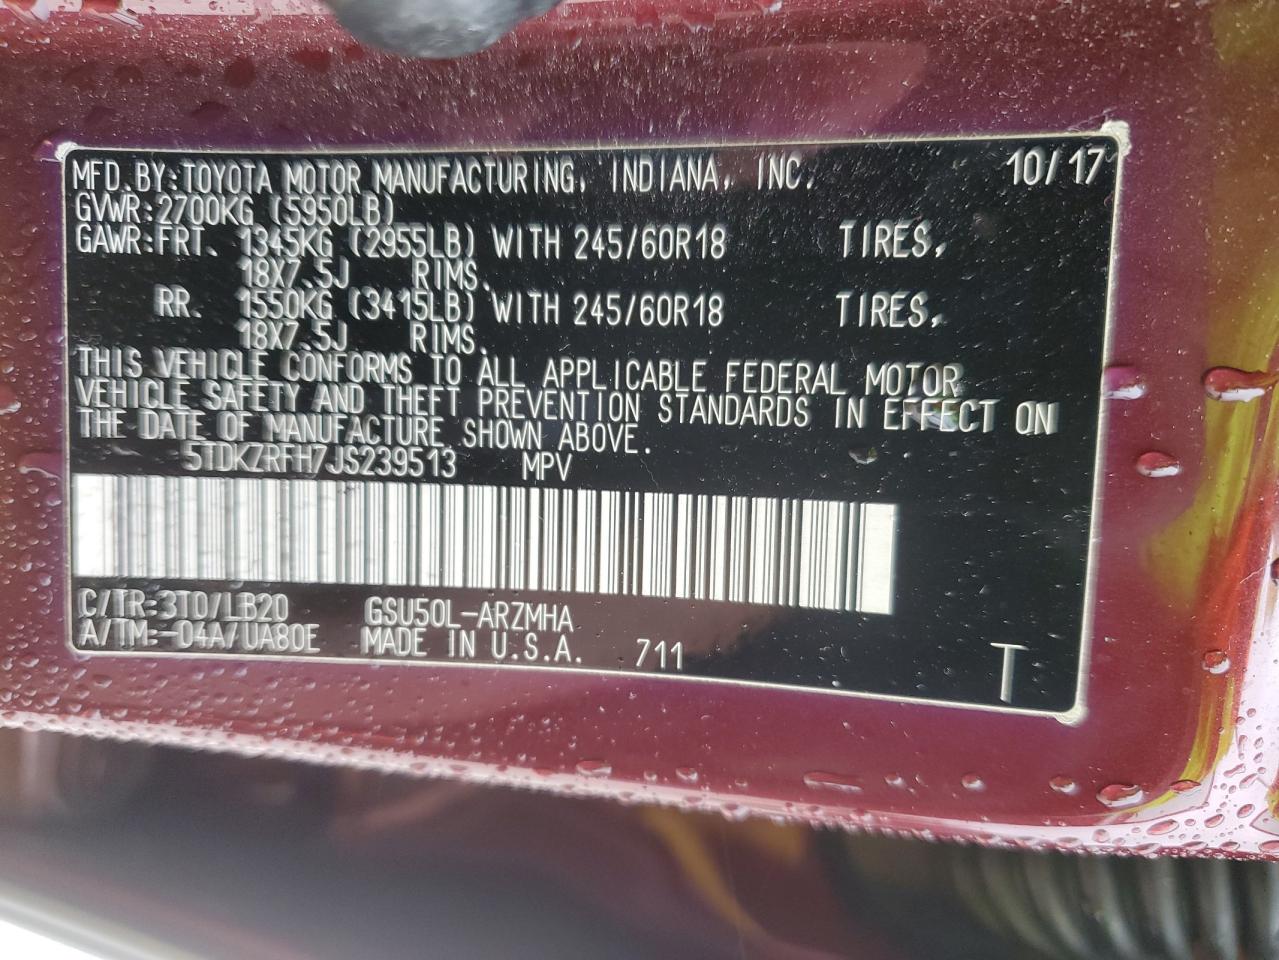 MFD.BY:TOYOTA MOTOR MANUFACTURING, INDIANA, INC. 10/17
GVWR:2700KG (5950LB)
GAWR:FRT. 1345KG (2955LB) WITH 245/60R18 TIRES,
18X7.5J RIMS.
RR. 1550KG (3415LB) WITH 245/60R18 TIRES,
18X7.5J RIMS.
THIS VEHICLE CONFORMS TO ALL APPLICABLE FEDERAL MOTOR
VEHICLE SAFETY AND THEFT PREVENTION STANDARDS IN EFFECT ON
THE DATE OF MANUFACTURE SHOWN ABOVE.
5TDKZRFH7JS239513 MPV
C/TR:3T0/LB20 GSU50L-ARZMHA
A/TM:-04A/UA80E MADE IN U.S.A. 711 T